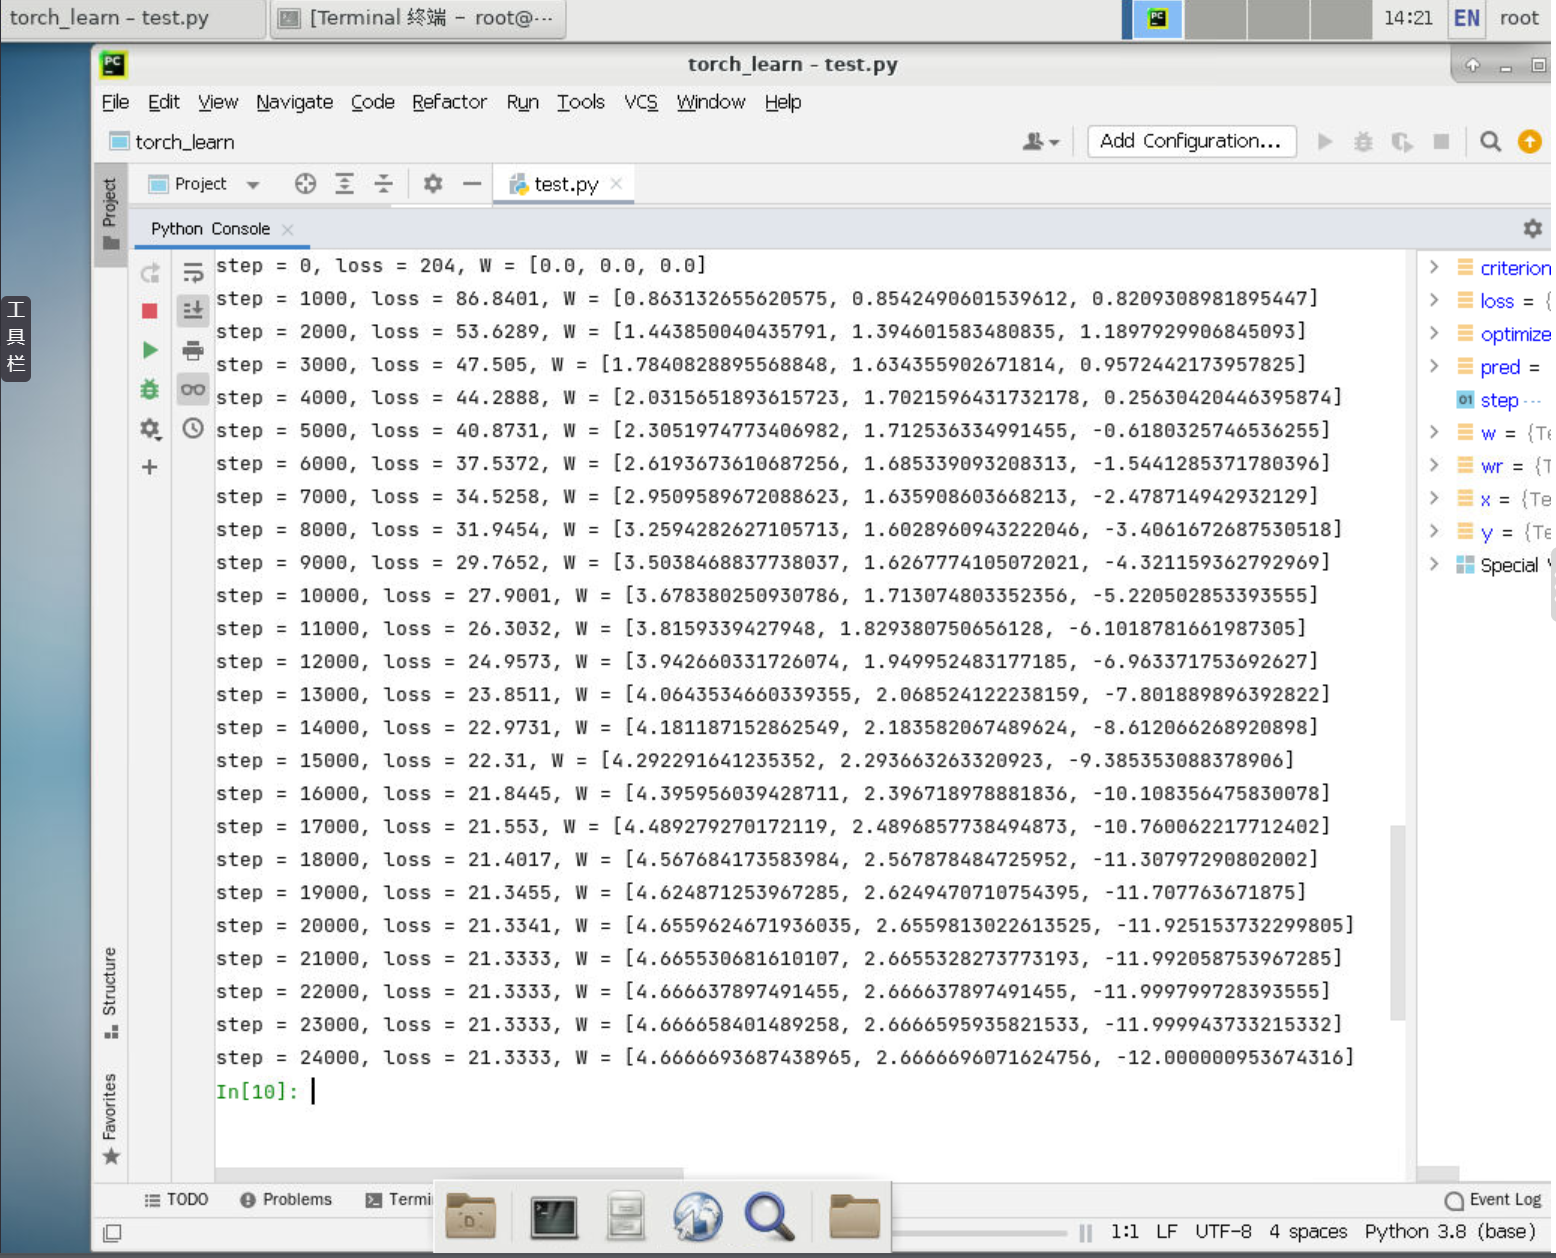 torch_learn – test.py
[Terminal 终端 – root@···
14:21
EN
root
torch_learn – test.py
File Edit View Navigate Code Refactor Run Tools VCS Window Help
torch_learn
Add Configuration...
Project
Project
test.py
Python Console
工具栏
step = 0, loss = 204, W = [0.0, 0.0, 0.0]
step = 1000, loss = 86.8401, W = [0.863132655620575, 0.8542490601539612, 0.8209308981895447]
step = 2000, loss = 53.6289, W = [1.443850040435791, 1.394601583480835, 1.1897929906845093]
step = 3000, loss = 47.505, W = [1.7840828895568848, 1.634355902671814, 0.9572442173957825]
step = 4000, loss = 44.2888, W = [2.0315651893615723, 1.7021596431732178, 0.25630420446395874]
step = 5000, loss = 40.8731, W = [2.3051974773406982, 1.712536334991455, -0.6180325746536255]
step = 6000, loss = 37.5372, W = [2.6193673610687256, 1.685339093208313, -1.5441285371780396]
step = 7000, loss = 34.5258, W = [2.9509589672088623, 1.635908603668213, -2.478714942932129]
step = 8000, loss = 31.9454, W = [3.2594282627105713, 1.6028960943222046, -3.4061672687530518]
step = 9000, loss = 29.7652, W = [3.5038468837738037, 1.6267774105072021, -4.321159362792969]
step = 10000, loss = 27.9001, W = [3.678380250930786, 1.713074803352356, -5.220502853393555]
step = 11000, loss = 26.3032, W = [3.8159339427948, 1.829380750656128, -6.1018781661987305]
step = 12000, loss = 24.9573, W = [3.942660331726074, 1.949952483177185, -6.963371753692627]
step = 13000, loss = 23.8511, W = [4.0643534660339355, 2.068524122238159, -7.801889896392822]
step = 14000, loss = 22.9731, W = [4.181187152862549, 2.183582067489624, -8.612066268920898]
step = 15000, loss = 22.31, W = [4.292291641235352, 2.293663263320923, -9.385353088378906]
step = 16000, loss = 21.8445, W = [4.395956039428711, 2.396718978881836, -10.108356475830078]
step = 17000, loss = 21.553, W = [4.489279270172119, 2.4896857738494873, -10.760062217712402]
step = 18000, loss = 21.4017, W = [4.567684173583984, 2.567878484725952, -11.30797290802002]
step = 19000, loss = 21.3455, W = [4.624871253967285, 2.6249470710754395, -11.707763671875]
step = 20000, loss = 21.3341, W = [4.6559624671936035, 2.6559813022613525, -11.925153732299805]
step = 21000, loss = 21.3333, W = [4.665530681610107, 2.6655328273773193, -11.992058753967285]
step = 22000, loss = 21.3333, W = [4.666637897491455, 2.666637897491455, -11.999799728393555]
step = 23000, loss = 21.3333, W = [4.666658401489258, 2.6666595935821533, -11.999943733215332]
step = 24000, loss = 21.3333, W = [4.6666693687438965, 2.6666696071624756, -12.000000953674316]
In[10]:
criterion
loss = {
optimize
pred =
01 step ···
w = {Te
wr = {T
x = {Te
y = {Te
Special
Structure
Favorites
TODO Problems Termi
Event Log
1:1 LF UTF-8 4 spaces Python 3.8 (base)